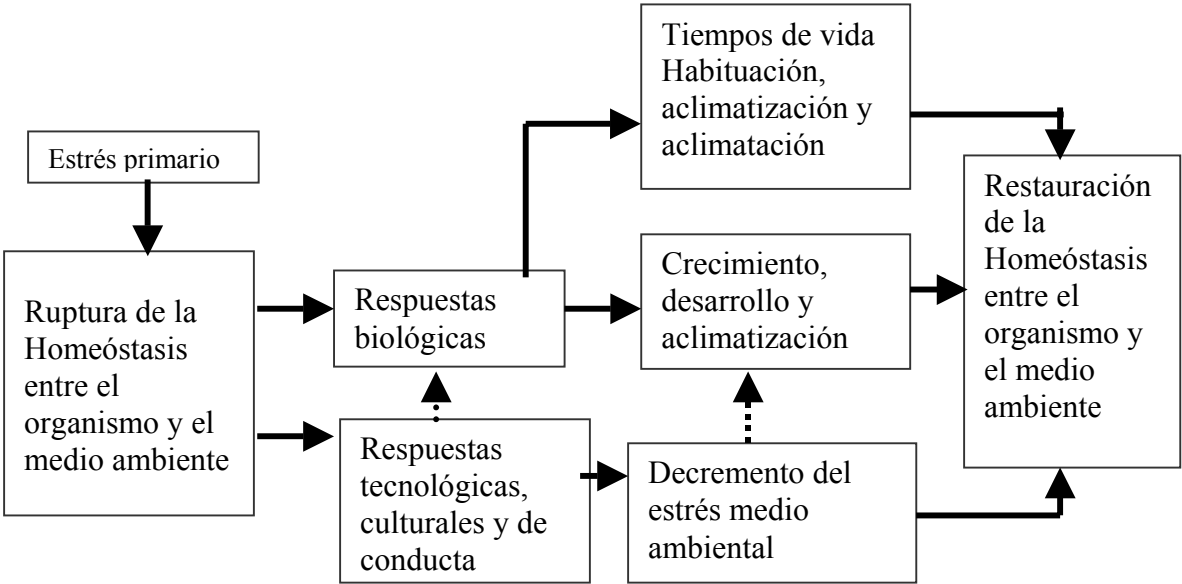 Estrés primario
Ruptura de la
Homeóstasis
entre el
organismo y el
medio ambiente
Respuestas
biológicas
Respuestas
tecnológicas,
culturales y de
conducta
Tiempos de vida
Habituación,
aclimatización y
aclimatación
Crecimiento,
desarrollo y
aclimatización
Decremento del
estrés medio
ambiental
Restauración
de la
Homeóstasis
entre el
organismo y
el medio
ambiente